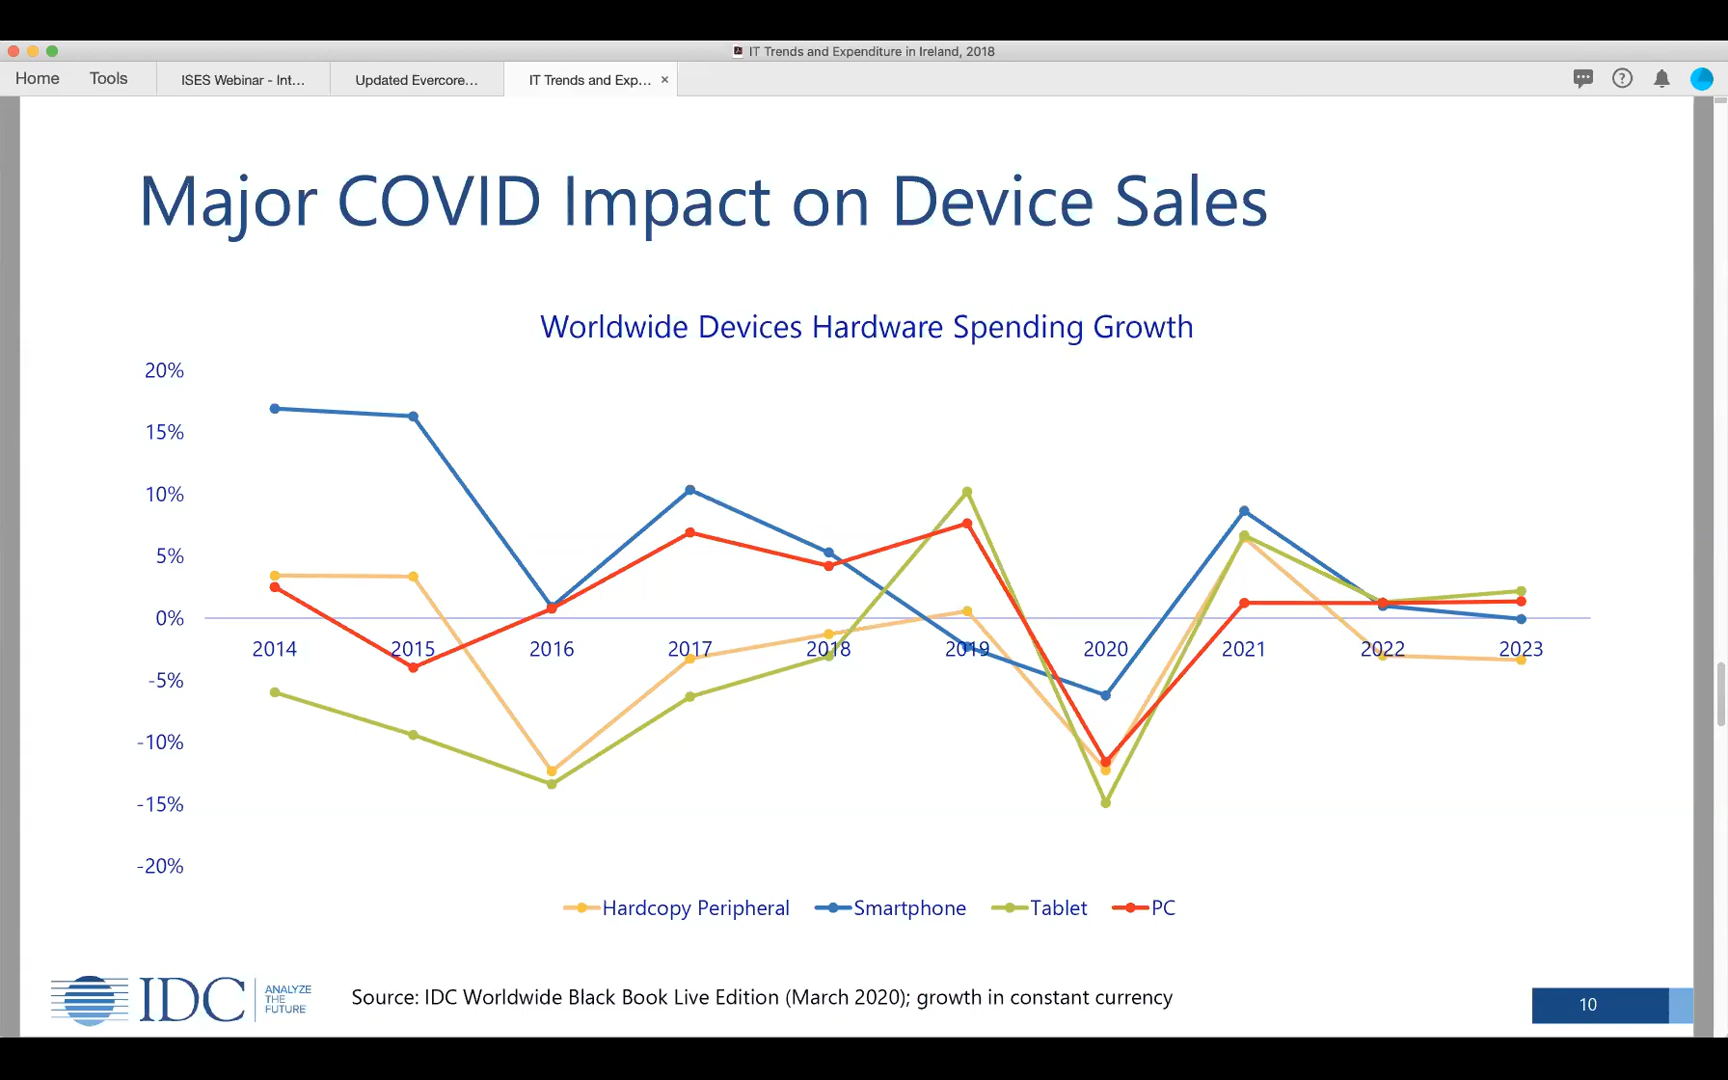 IT Trends and Expenditure in Ireland, 2018
Home Tools ISES Webinar - Int... Updated Evercore... IT Trends and Exp... ×
Major COVID Impact on Device Sales
Worldwide Devices Hardware Spending Growth
20%
15%
10%
5%
0%
2014 2015 2016 2017 2018 2019 2020 2021 2022 2023
-5%
-10%
-15%
-20%
Hardcopy Peripheral Smartphone Tablet PC
IDC
ANALYZE
THE
FUTURE
Source: IDC Worldwide Black Book Live Edition (March 2020); growth in constant currency
10